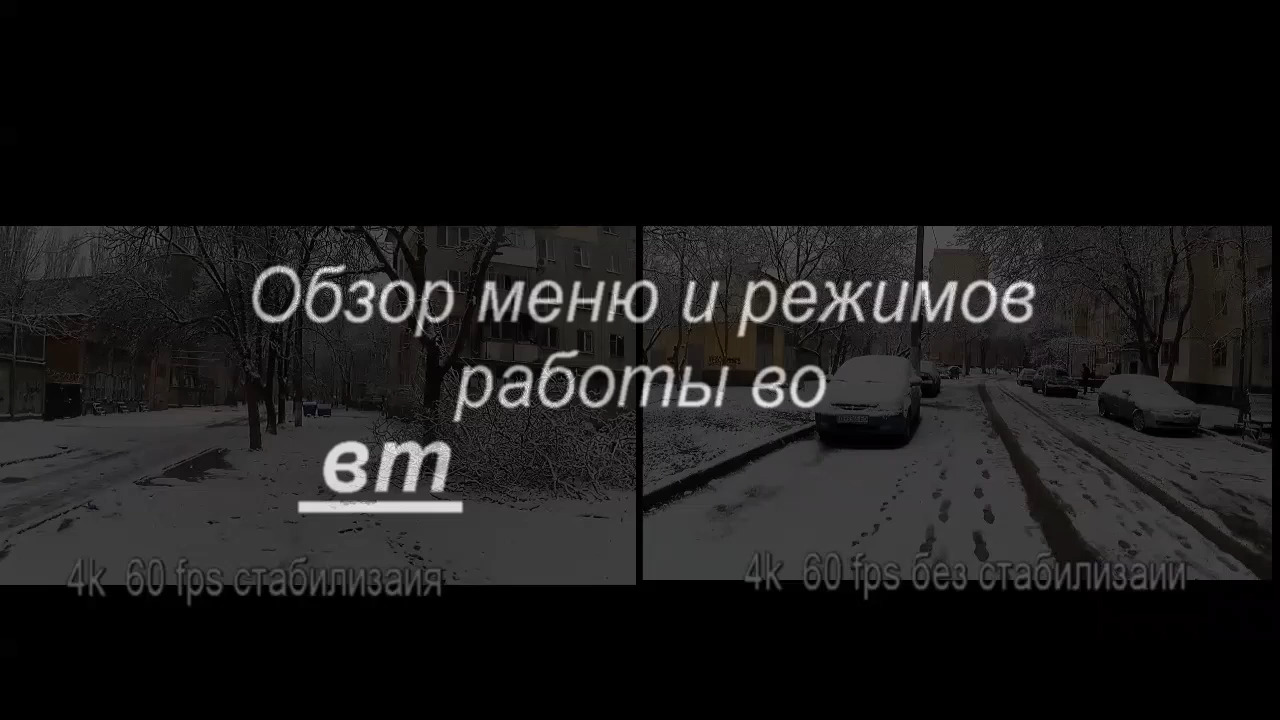 Обзор меню и режимов
работы во
вт
4k 60 fps стабилизаия
4k 60 fps без стабилизаии